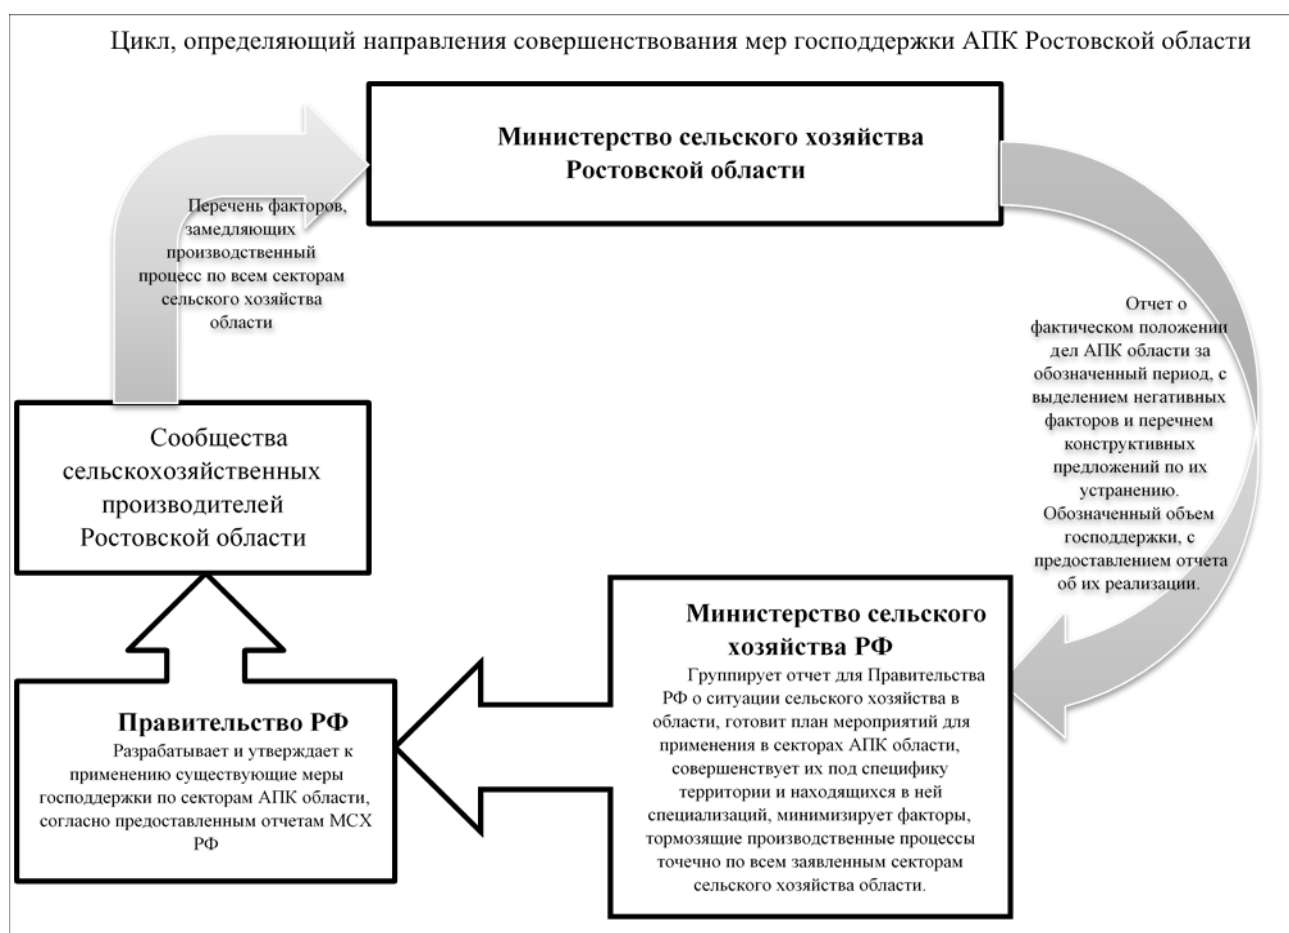 Цикл, определяющий направления совершенствования мер господдержки АПК Ростовской области
Министерство сельского хозяйства
Ростовской области
Перечень факторов,
замедляющих
производственный
процесс по всем секторам
сельского хозяйства
области
Отчет о
фактическом положении
дел АПК области за
обозначенный период, с
выделением негативных
факторов и перечнем
конструктивных
предложений по их
устранению.
Обозначенный объем
господдержки, с
предоставлением отчета
об их реализации.
Сообщества
сельскохозяйственных
производителей
Ростовской области
Министерство сельского
хозяйства РФ
Группирует отчет для Правительства
РФ о ситуации сельского хозяйства в
области, готовит план мероприятий для
применения в секторах АПК области,
совершенствует их под специфику
территории и находящихся в ней
специализаций, минимизирует факторы,
тормозящие производственные процессы
точечно по всем заявленным секторам
сельского хозяйства области.
Правительство РФ
Разрабатывает и утверждает к
применению существующие меры
господдержки по секторам АПК области,
согласно предоставленным отчетам МСХ
РФ